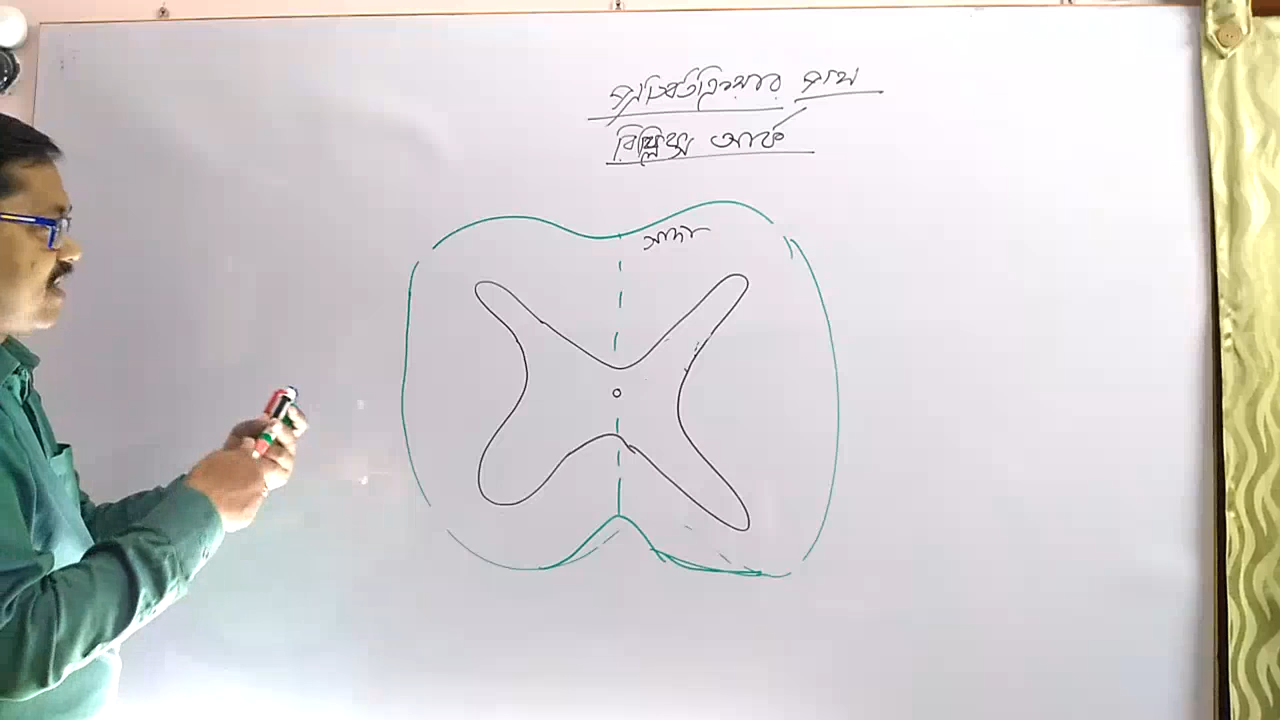 প্রতিবর্তক্রিয়ার পথ
রিফ্লেক্স আর্ক
সাদা